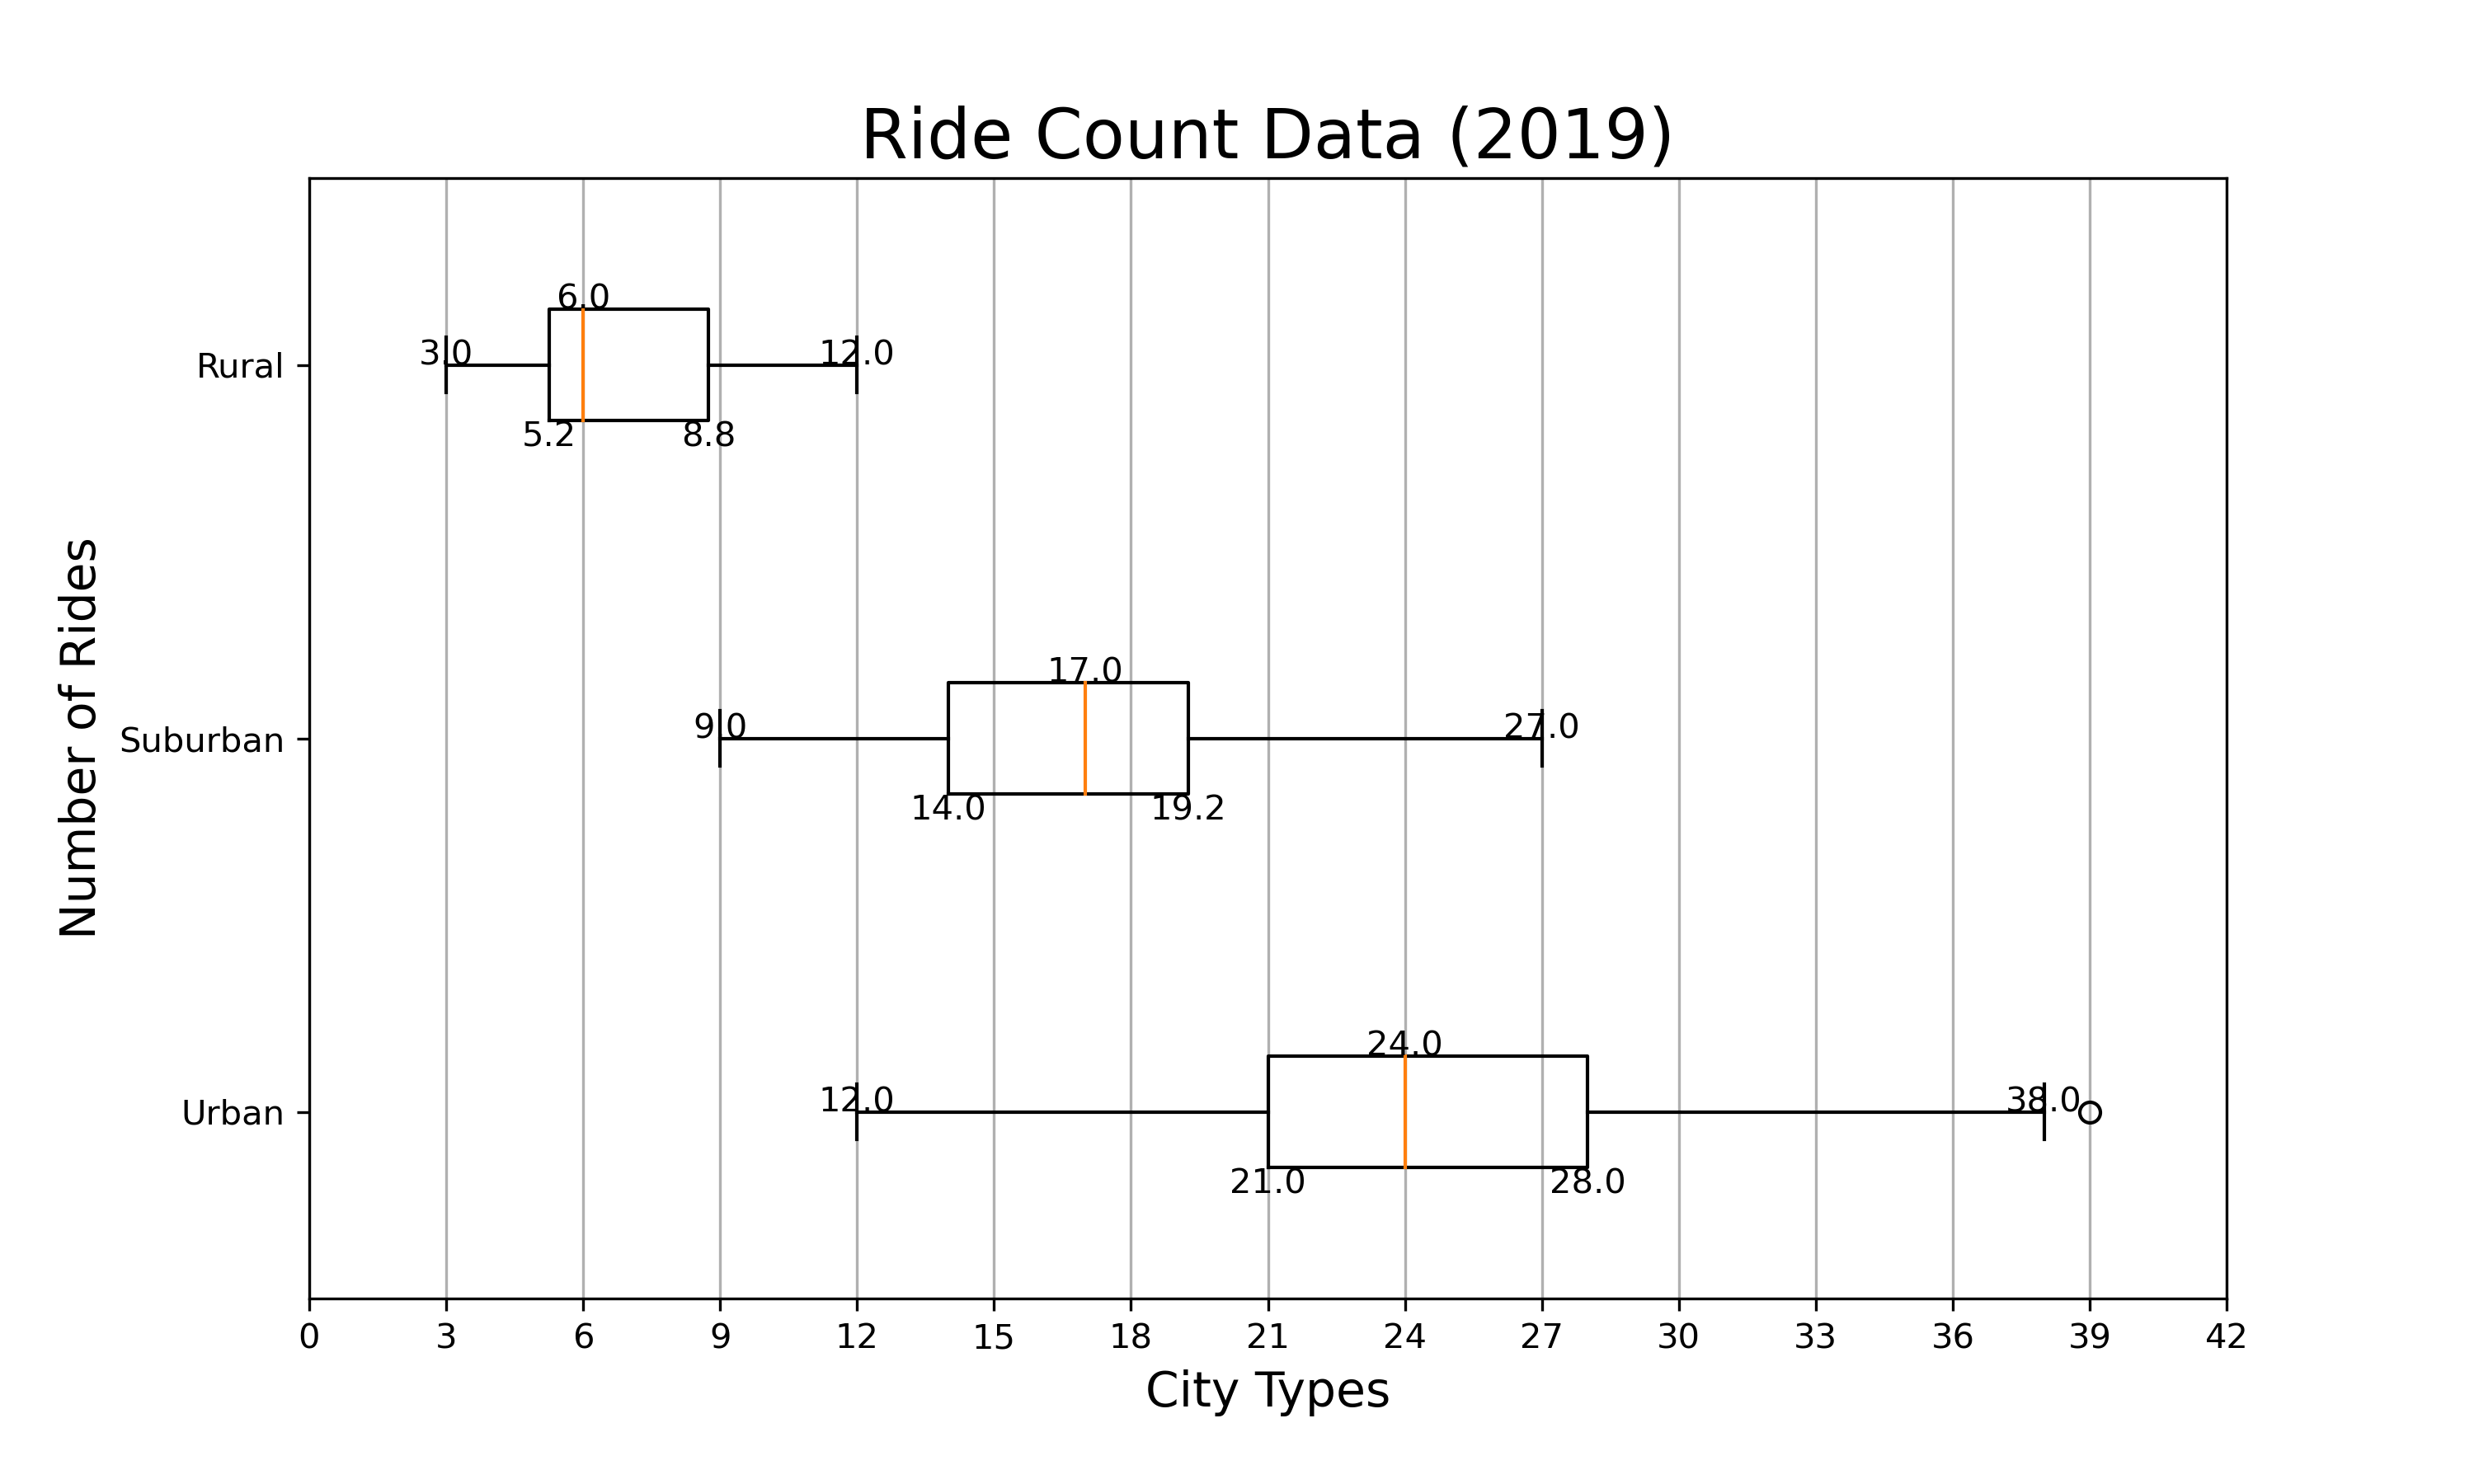 Ride Count Data (2019)
6.0
3.0
12.0
Rural
5.2
8.8
Number of Rides
17.0
9.0
27.0
Suburban
14.0
19.2
24.0
12.0
38.0
Urban
21.0
28.0
0 3 6 9 12 15 18 21 24 27 30 33 36 39 42
City Types